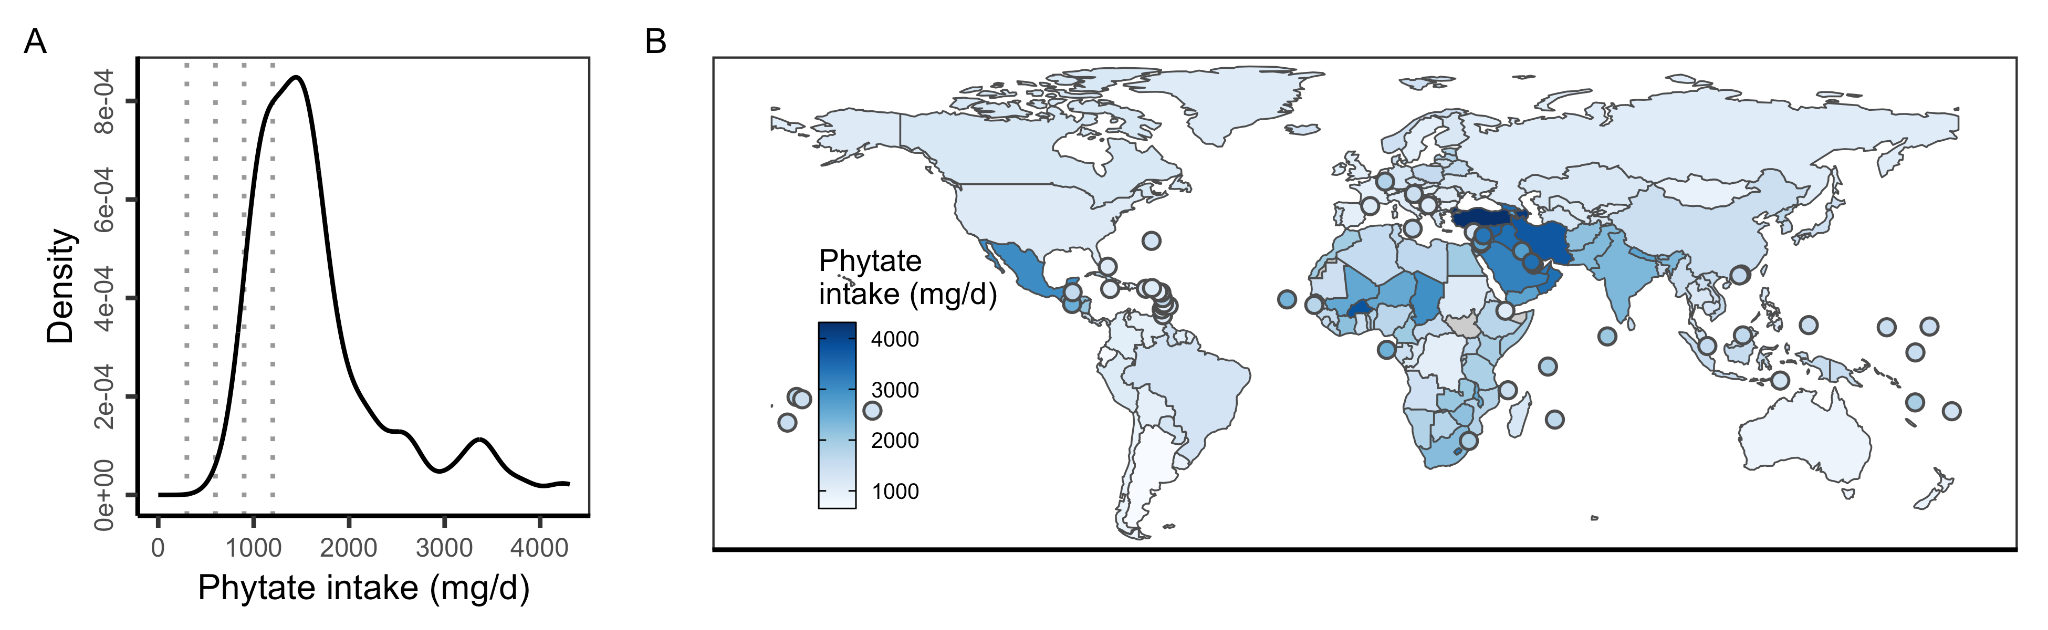 A
Density
8e-04
6e-04
4e-04
2e-04
0e+00
0
1000
2000
3000
4000
Phytate intake (mg/d)
B
Phytate
intake (mg/d)
4000
3000
2000
1000